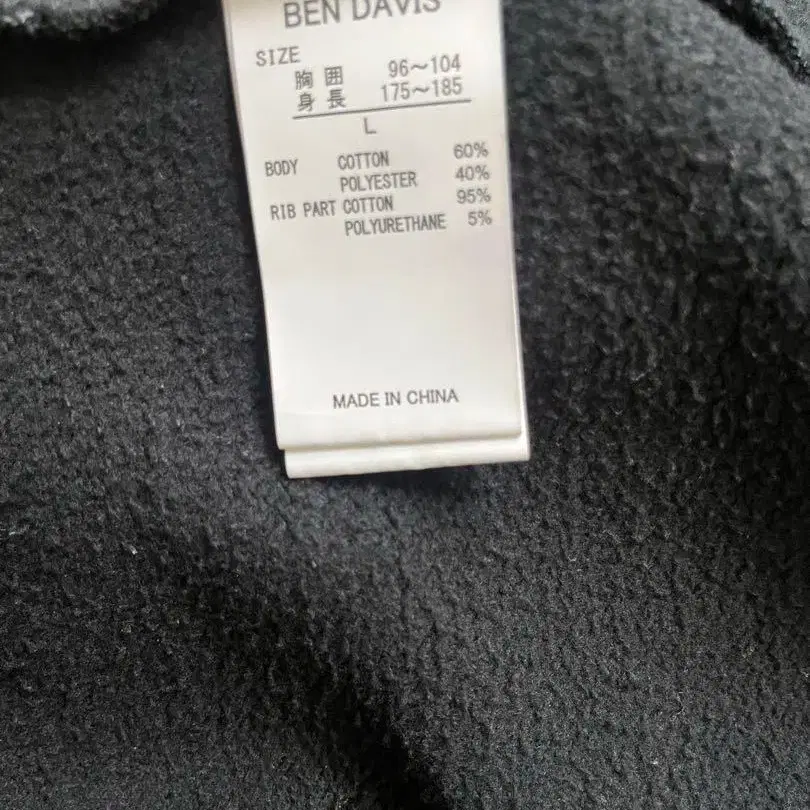 BEN DAVIS
SIZE
胸 囲 96～104
身 長 175～185
L
BODY COTTON 60%
POLYESTER 40%
RIB PART COTTON 95%
POLYURETHANE 5%
MADE IN CHINA